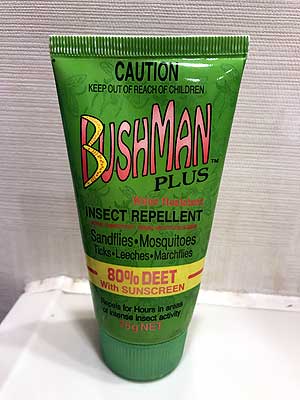 CAUTION
KEEP OUT OF REACH OF CHILDREN
BUSHMAN
PLUS™
Water Resistant
INSECT REPELLENT
Sandflies•Mosquitoes
Ticks•Leeches•Marchflies
80% DEET
With SUNSCREEN
Repels for Hours in areas
of intense insect activity
75g NET